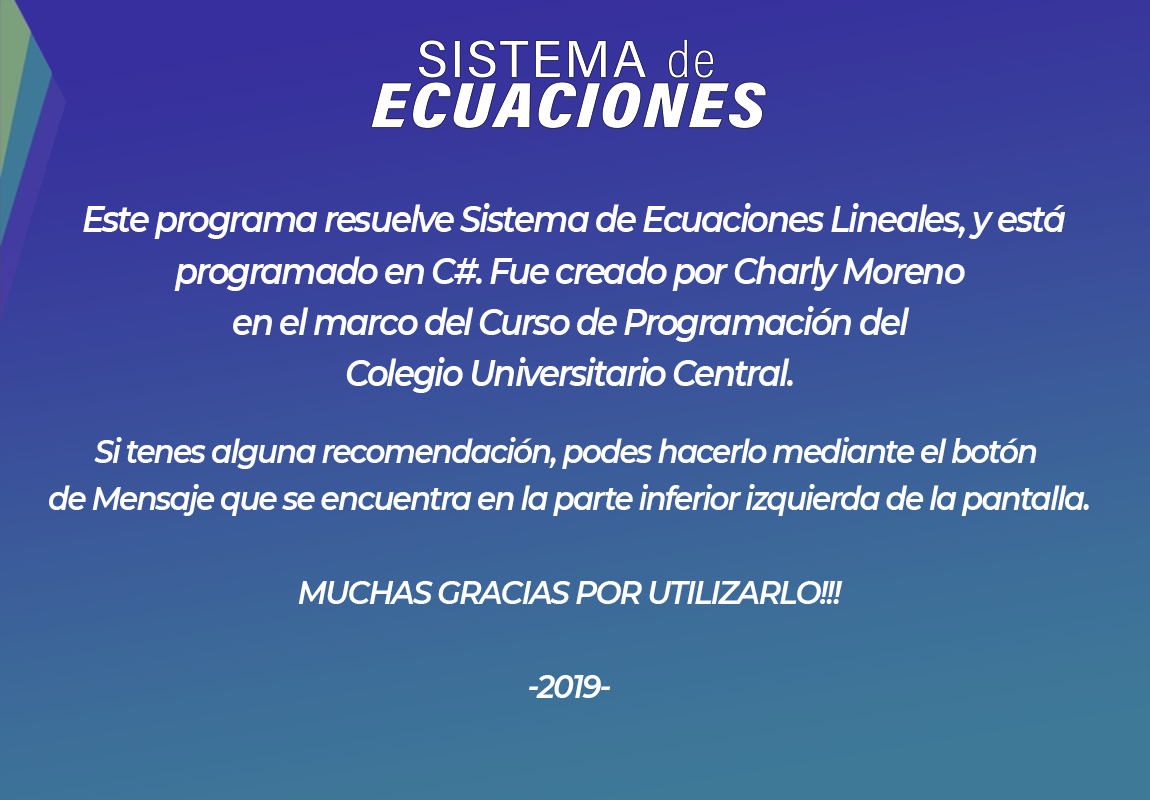 SISTEMA de
ECUACIONES
Este programa resuelve Sistema de Ecuaciones Lineales, y está
programado en C#. Fue creado por Charly Moreno
en el marco del Curso de Programación del
Colegio Universitario Central.
Si tenes alguna recomendación, podes hacerlo mediante el botón
de Mensaje que se encuentra en la parte inferior izquierda de la pantalla.
MUCHAS GRACIAS POR UTILIZARLO!!!
-2019-